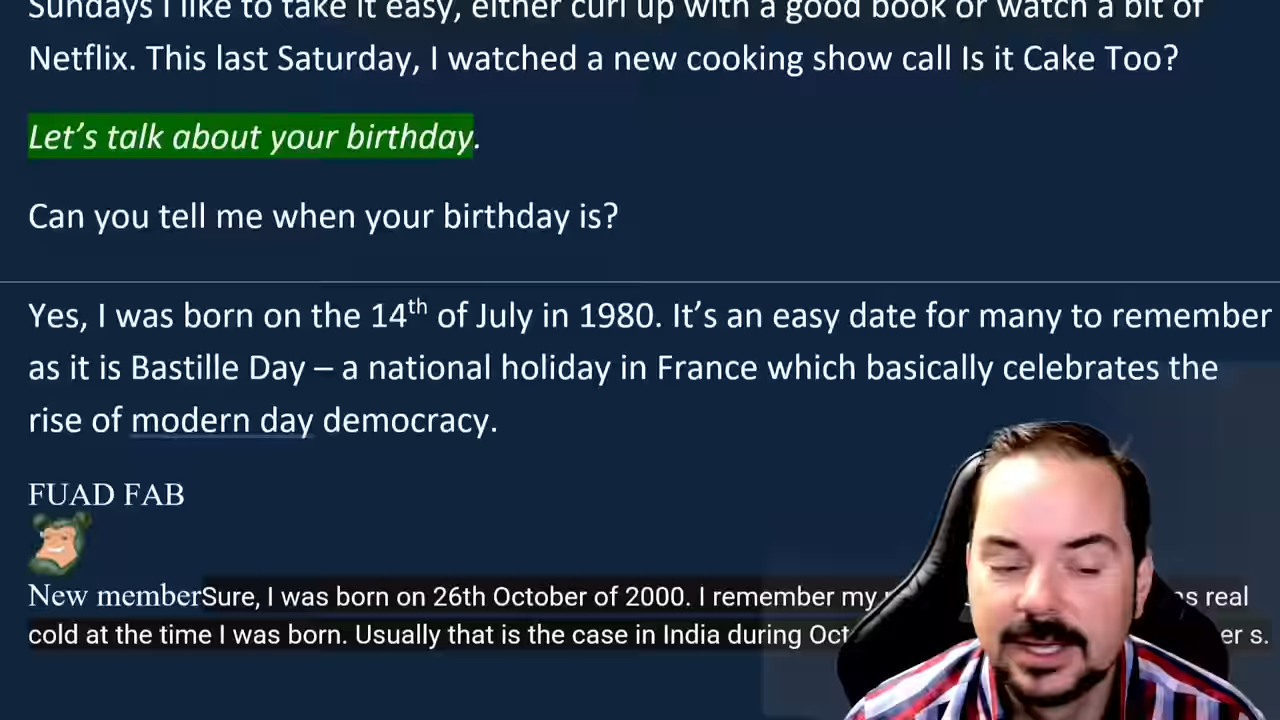 Sundays I like to take it easy, either curl up with a good book or watch a bit of
Netflix. This last Saturday, I watched a new cooking show call Is it Cake Too?
Let's talk about your birthday.
Can you tell me when your birthday is?
Yes, I was born on the 14th of July in 1980. It's an easy date for many to remember
as it is Bastille Day – a national holiday in France which basically celebrates the
rise of modern day democracy.
FUAD FAB
New memberSure, I was born on 26th October of 2000. I remember my real
cold at the time I was born. Usually that is the case in India during s.